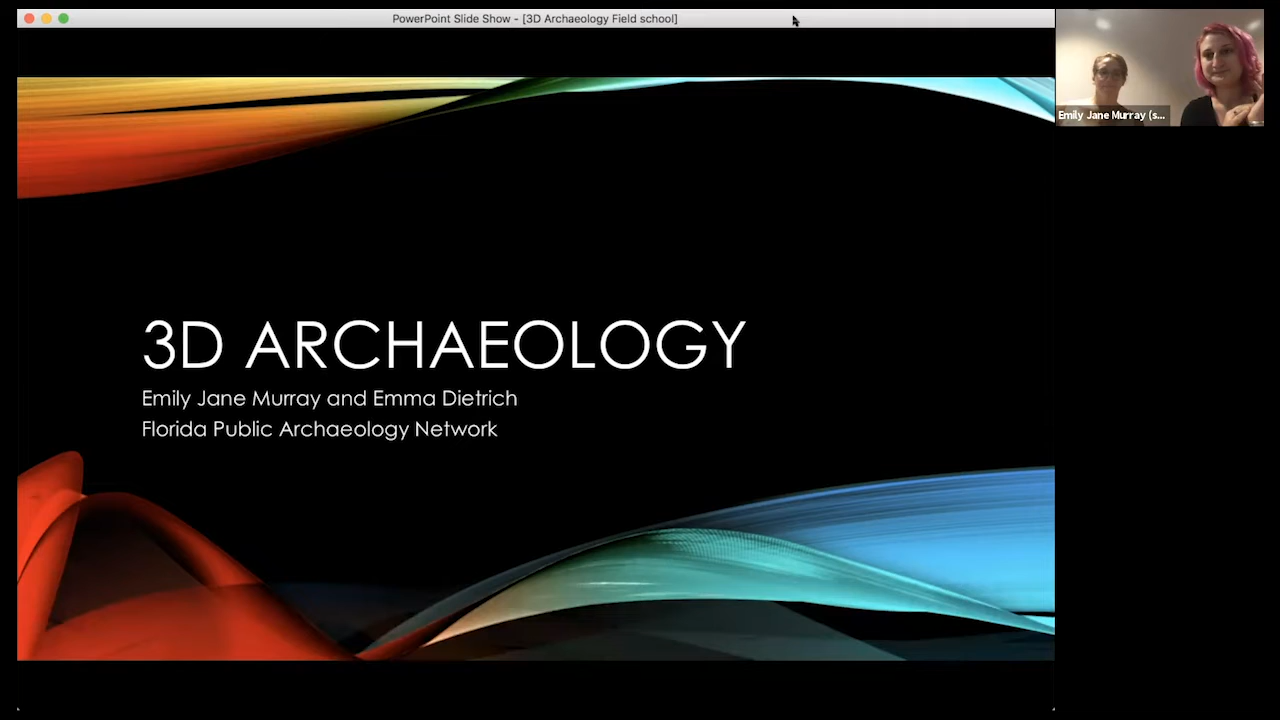 PowerPoint Slide Show - [3D Archaeology Field school]
Emily Jane Murray (s...
3D ARCHAEOLOGY
Emily Jane Murray and Emma Dietrich
Florida Public Archaeology Network